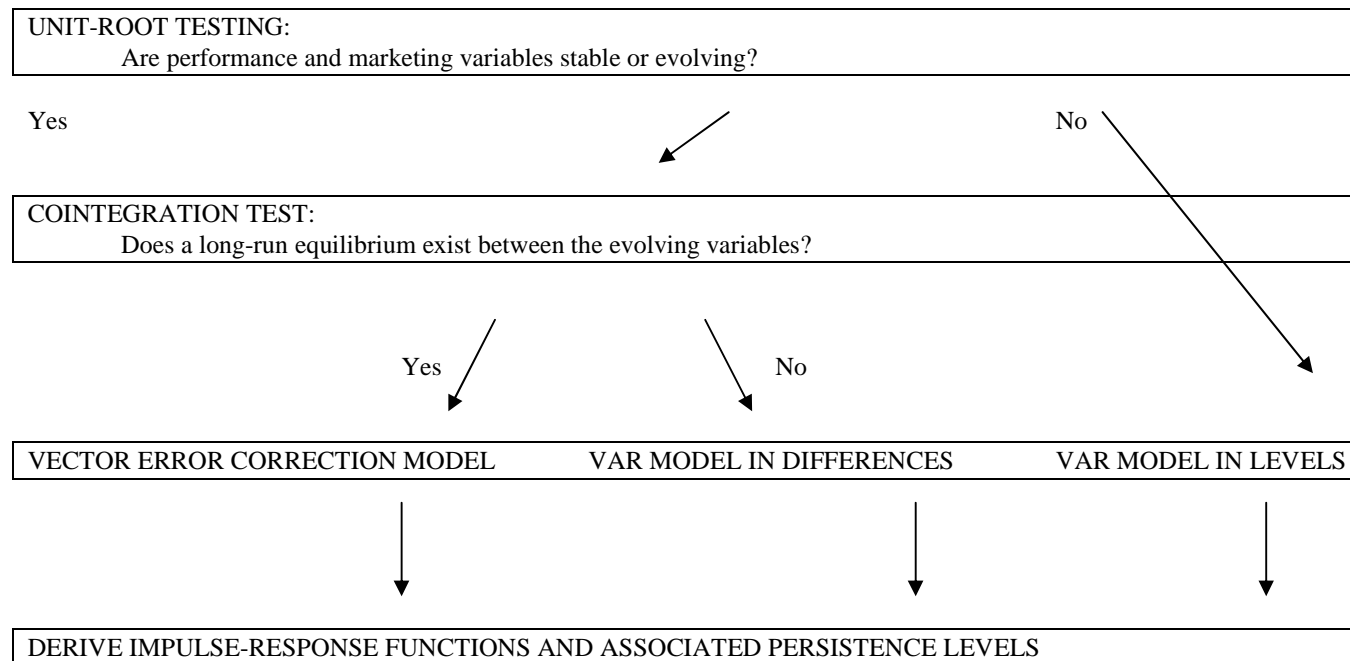 UNIT-ROOT TESTING:
Are performance and marketing variables stable or evolving?
Yes No
COINTEGRATION TEST:
Does a long-run equilibrium exist between the evolving variables?
Yes No
VECTOR ERROR CORRECTION MODEL VAR MODEL IN DIFFERENCES VAR MODEL IN LEVELS
DERIVE IMPULSE-RESPONSE FUNCTIONS AND ASSOCIATED PERSISTENCE LEVELS